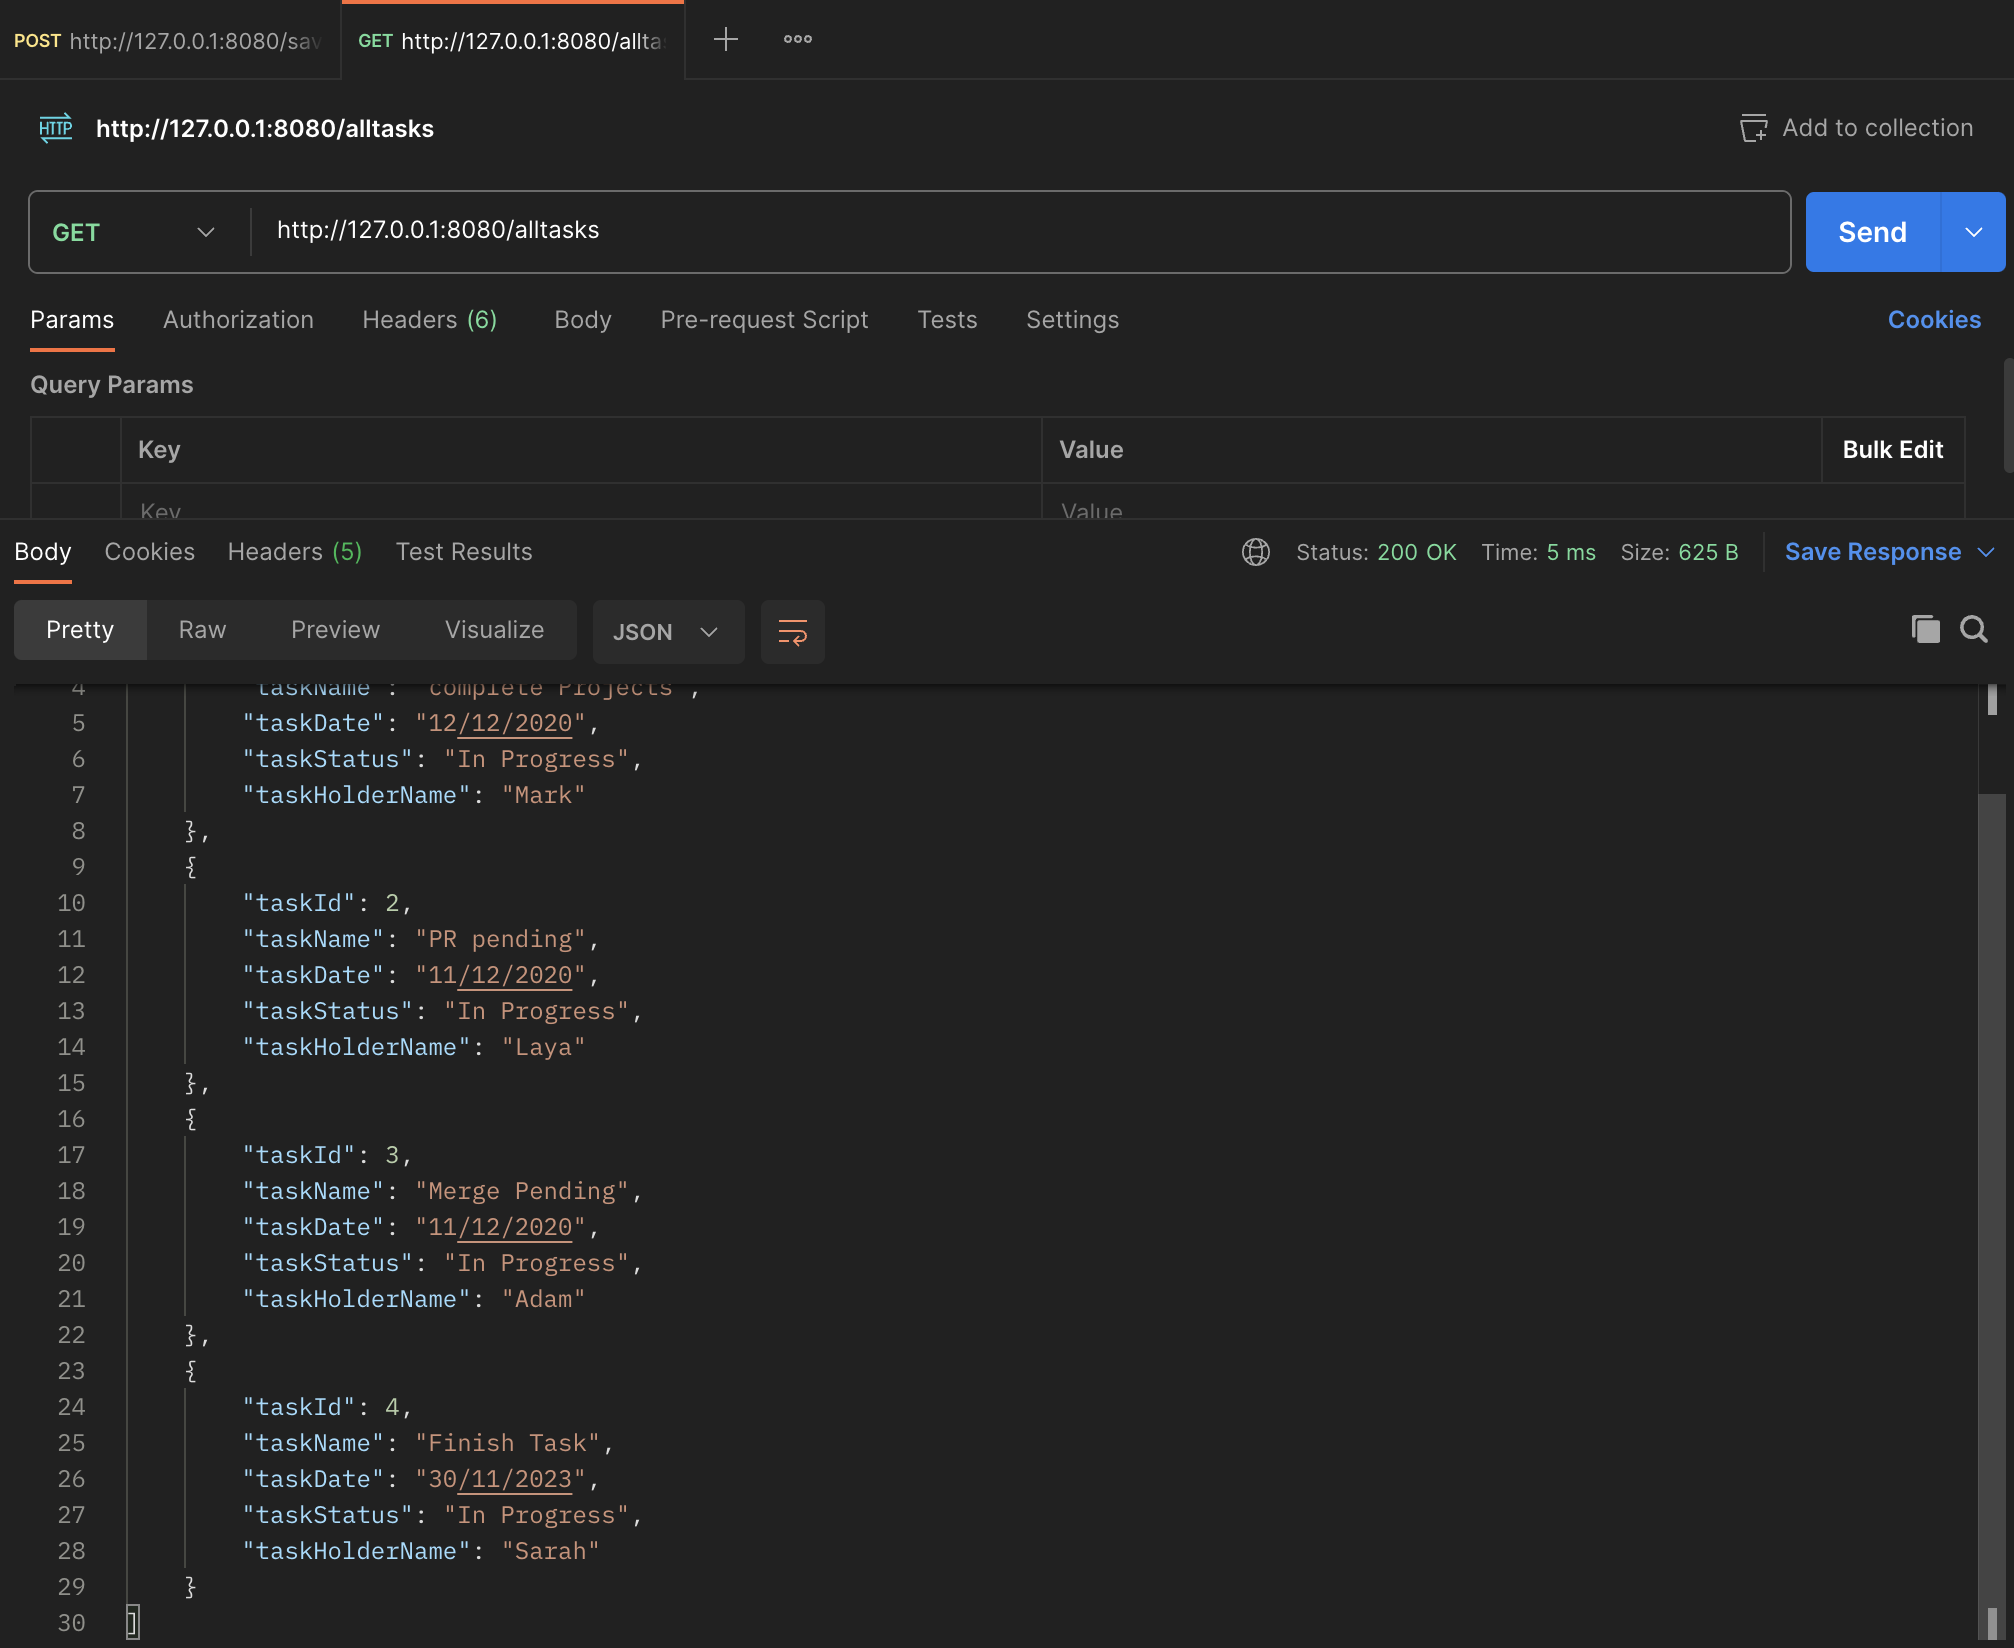 POST http://127.0.0.1:8080/sav
GET http://127.0.0.1:8080/allta
HTTP http://127.0.0.1:8080/alltasks
Add to collection
GET
http://127.0.0.1:8080/alltasks
Send
Params Authorization Headers (6) Body Pre-request Script Tests Settings
Cookies
Query Params
Key Value Bulk Edit
Key Value
Body Cookies Headers (5) Test Results
Status: 200 OK Time: 5 ms Size: 625 B Save Response
Pretty Raw Preview Visualize JSON
4 "taskName": "complete Projects",
5 "taskDate": "12/12/2020",
6 "taskStatus": "In Progress",
7 "taskHolderName": "Mark"
8 },
9 {
10 "taskId": 2,
11 "taskName": "PR pending",
12 "taskDate": "11/12/2020",
13 "taskStatus": "In Progress",
14 "taskHolderName": "Laya"
15 },
16 {
17 "taskId": 3,
18 "taskName": "Merge Pending",
19 "taskDate": "11/12/2020",
20 "taskStatus": "In Progress",
21 "taskHolderName": "Adam"
22 },
23 {
24 "taskId": 4,
25 "taskName": "Finish Task",
26 "taskDate": "30/11/2023",
27 "taskStatus": "In Progress",
28 "taskHolderName": "Sarah"
29 }
30 ]